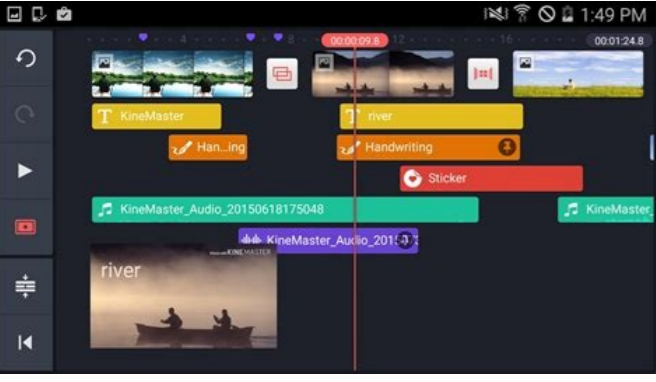 1:49 PM
4 8 00:00:09.8 12 16 00:01:24.8
T KineMaster T river
Han...ing Handwriting
Sticker
KineMaster_Audio_20150618175048 KineMaster_
KineMaster_Audio_2015
KINEMASTER
river